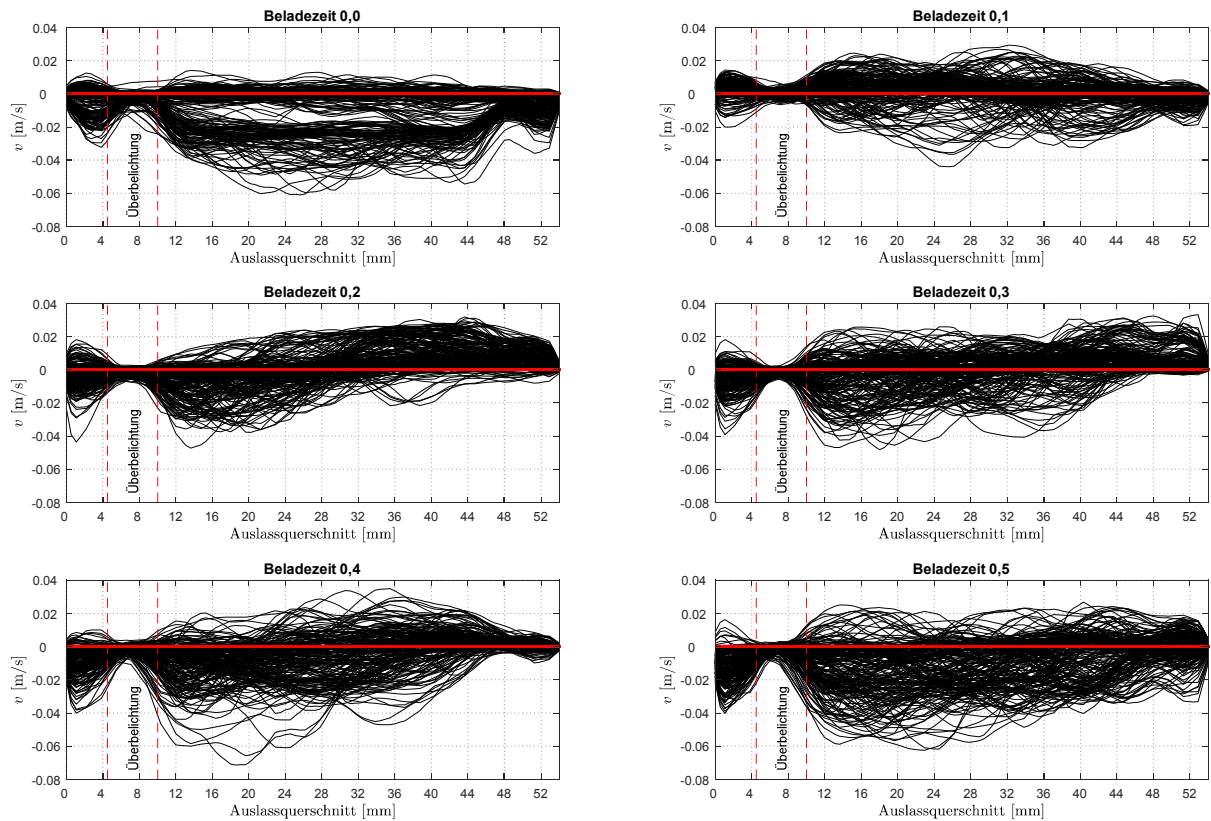 Beladezeit 0,0
0.04
0.02
0
-0.02
-0.04
-0.06
-0.08
v [m/s]
Überbelichtung
0 4 8 12 16 20 24 28 32 36 40 44 48 52
Auslassquerschnitt [mm]
Beladezeit 0,1
0.04
0.02
0
-0.02
-0.04
-0.06
-0.08
v [m/s]
Überbelichtung
0 4 8 12 16 20 24 28 32 36 40 44 48 52
Auslassquerschnitt [mm]
Beladezeit 0,2
0.04
0.02
0
-0.02
-0.04
-0.06
-0.08
v [m/s]
Überbelichtung
0 4 8 12 16 20 24 28 32 36 40 44 48 52
Auslassquerschnitt [mm]
Beladezeit 0,3
0.04
0.02
0
-0.02
-0.04
-0.06
-0.08
v [m/s]
Überbelichtung
0 4 8 12 16 20 24 28 32 36 40 44 48 52
Auslassquerschnitt [mm]
Beladezeit 0,4
0.04
0.02
0
-0.02
-0.04
-0.06
-0.08
v [m/s]
Überbelichtung
0 4 8 12 16 20 24 28 32 36 40 44 48 52
Auslassquerschnitt [mm]
Beladezeit 0,5
0.04
0.02
0
-0.02
-0.04
-0.06
-0.08
v [m/s]
Überbelichtung
0 4 8 12 16 20 24 28 32 36 40 44 48 52
Auslassquerschnitt [mm]